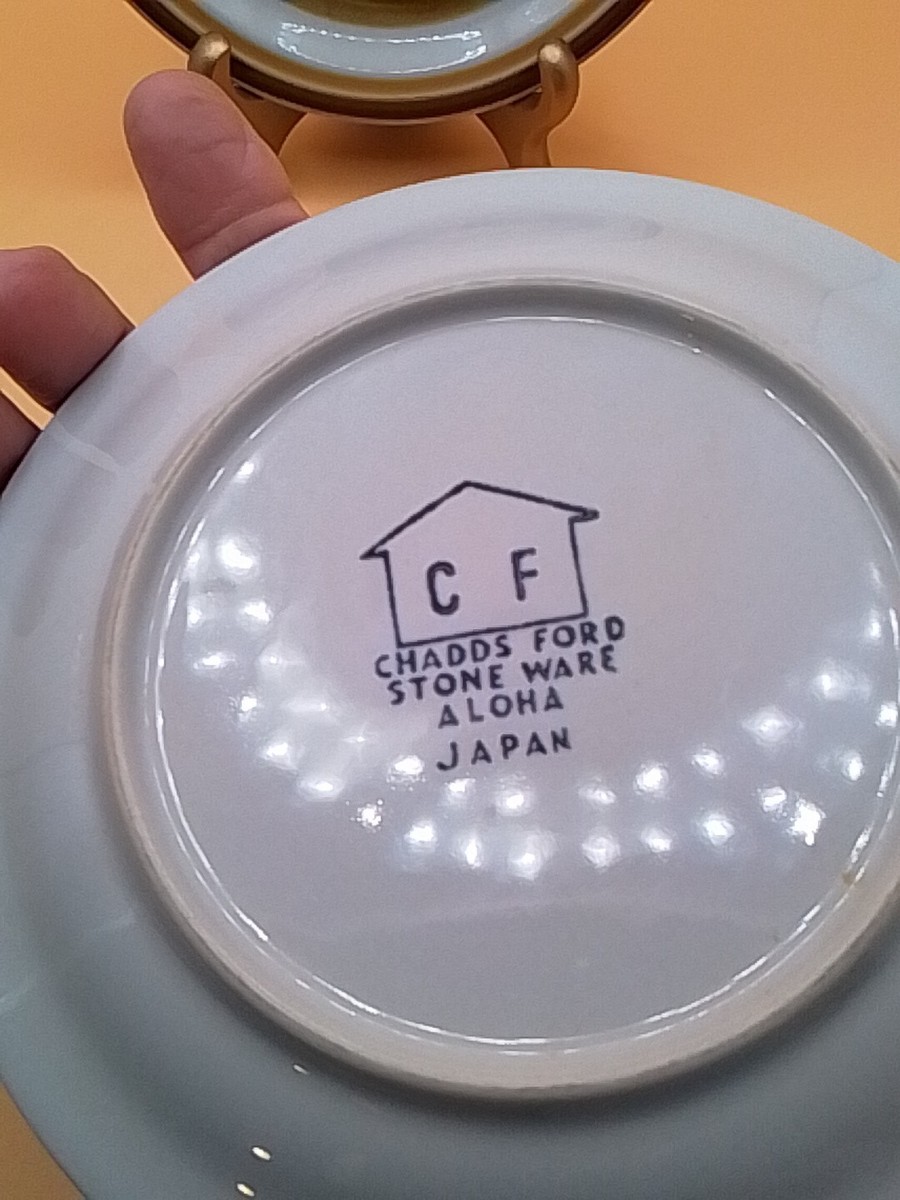 C F
CHADDS FORD
STONE WARE
ALOHA
JAPAN